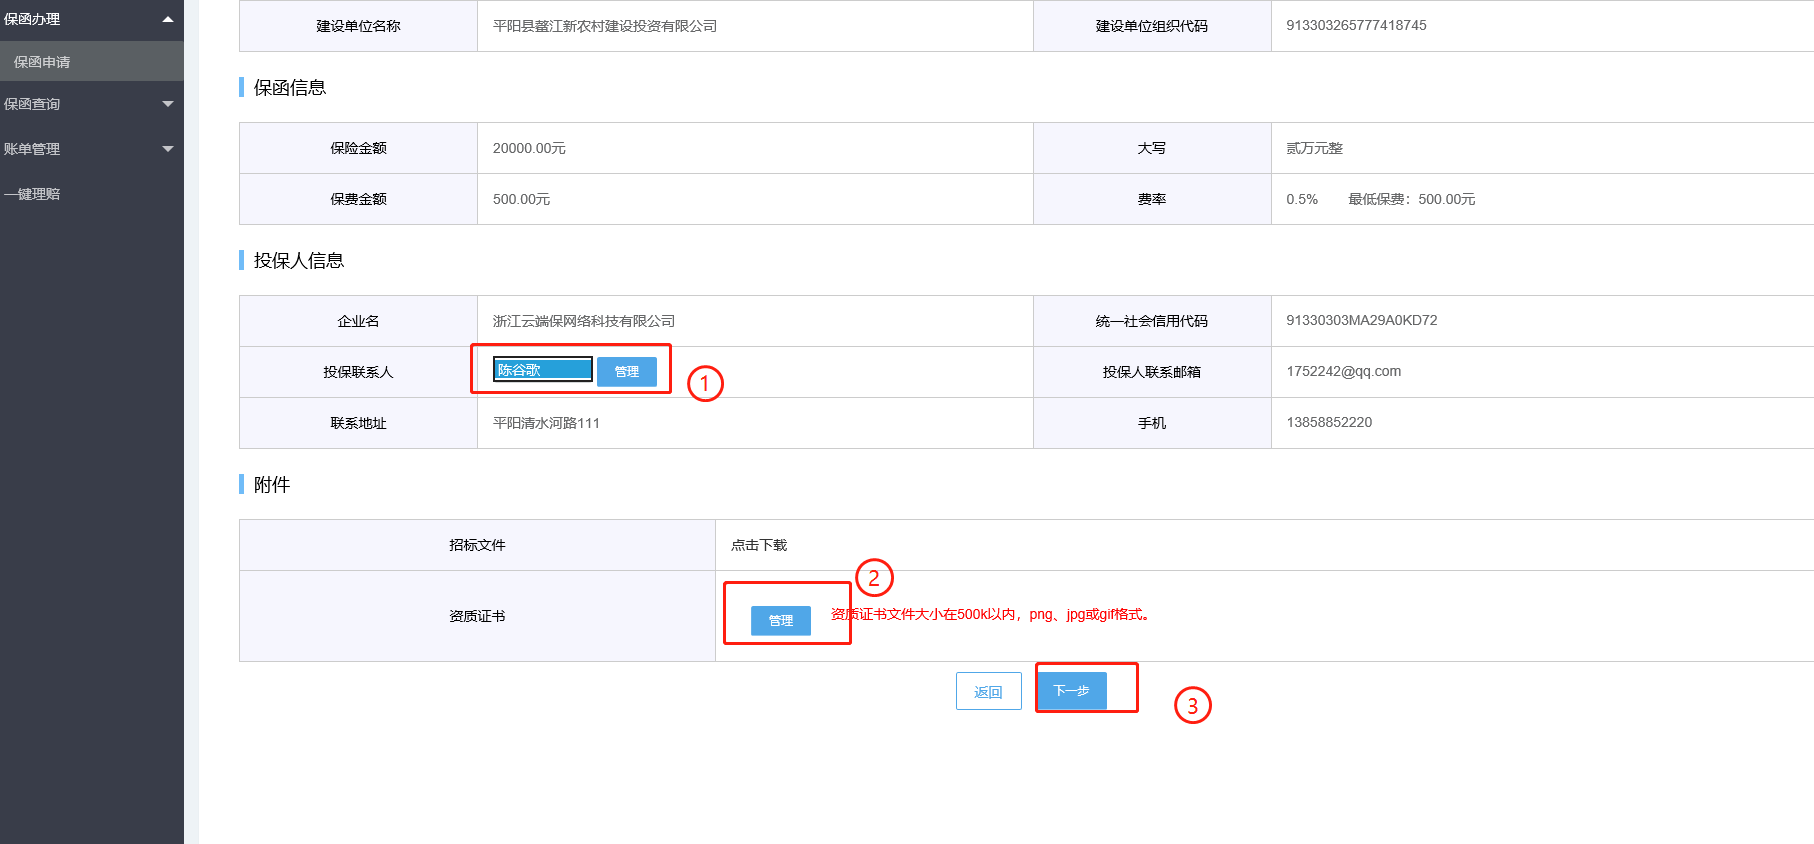 保函办理
保函申请
保函查询
账单管理
一键理赔
建设单位名称 平阳县鳌江新农村建设投资有限公司 建设单位组织代码 913303265777418745
保函信息
保险金额 20000.00元 大写 贰万元整
保费金额 500.00元 费率 0.5% 最低保费：500.00元
投保人信息
企业名 浙江云端保网络科技有限公司 统一社会信用代码 91330303MA29A0KD72
投保联系人 陈谷歌 管理 ① 投保人联系邮箱 1752242@qq.com
联系地址 平阳清水河路111 手机 13858852220
附件
招标文件 点击下载
②
资质证书 管理 资质证书文件大小在500k以内，png、jpg或gif格式。
返回 下一步 ③